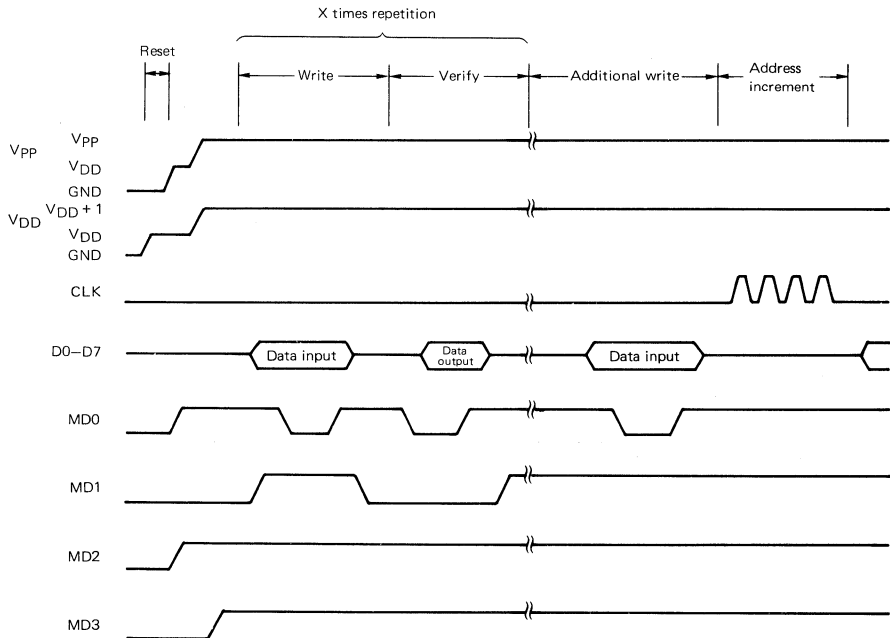 X times repetition
Reset
Write
Verify
Additional write
Address
increment
VPP
VPP
VDD
GND
VDD
VDD + 1
VDD
GND
CLK
D0–D7
Data input
Data
output
Data input
MD0
MD1
MD2
MD3